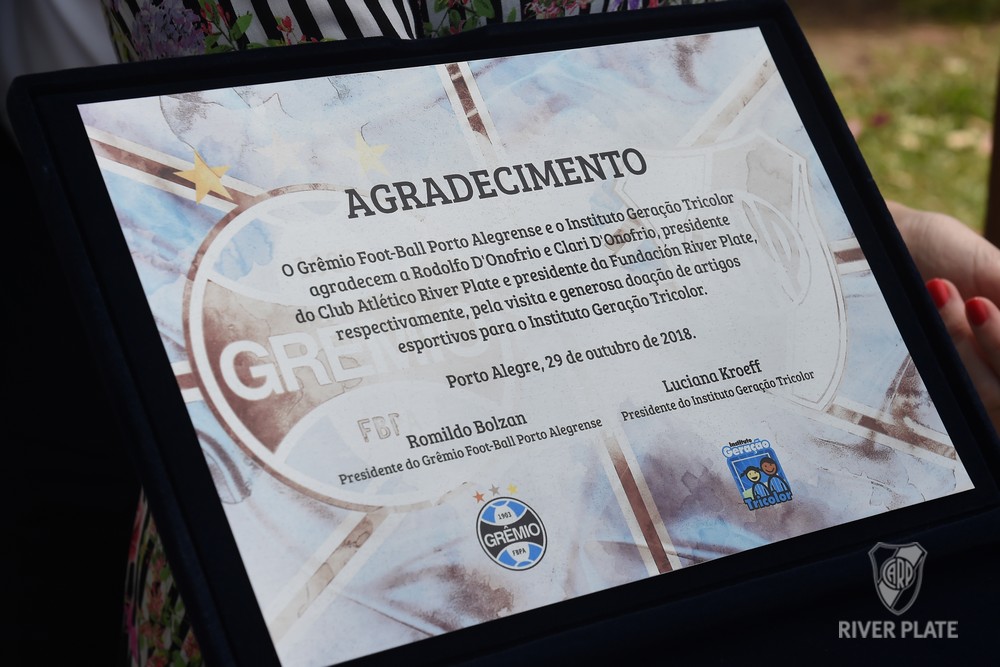 AGRADECIMENTO
O Grêmio Foot-Ball Porto Alegrense e o Instituto Geração Tricolor
agradecem a Rodolfo D'Onofrio e Clari D'Onofrio, presidente
do Club Atlético River Plate e presidente da Fundación River Plate,
respectivamente, pela visita e generosa doação de artigos
esportivos para o Instituto Geração Tricolor.
Porto Alegre, 29 de outubro de 2018.
GRÊMIO
FBP
Romildo Bolzan
Presidente do Grêmio Foot-Ball Porto Alegrense
Luciana Kroeff
Presidente do Instituto Geração Tricolor
1903
GRÊMIO
FBPA
Instituto
Geração
Tricolor
CARP
RIVER PLATE